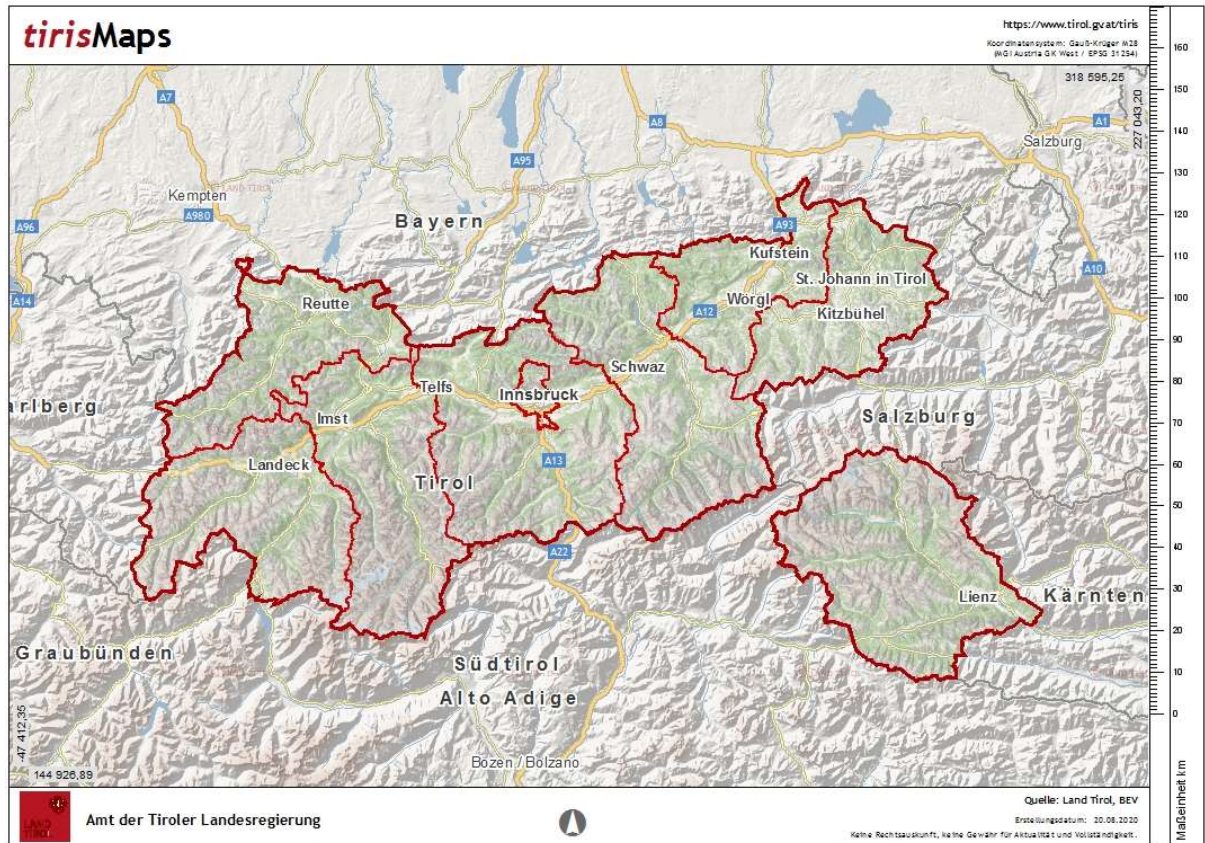 tirisMaps
https://www.tirol.gv.at/tiris
Koordinatensystem: Gauß-Krüger M28
(MGI Austria GK West / EPSG 31254)
318 595,25
227 043,20
A7
A8
A1
Salzburg
A95
Kempten
A980
A96
Bayern
A93
Kufstein
A10
St. Johann in Tirol
A14
Reutte
Wörgl
A12
Kitzbühel
Schwaz
Telfs
Innsbruck
arlberg
Imst
Salzburg
Landeck
A13
Tirol
A22
Lienz
Kärnten
Graubünden
Südtirol
Alto Adige
Bozen / Bolzano
-47 412,35
144 926,89
160
150
140
130
120
110
100
90
80
70
60
50
40
30
20
10
0
Maßeinheit km
LAND
TIROL
Amt der Tiroler Landesregierung
Quelle: Land Tirol, BEV
Erstellungsdatum: 20.08.2020
Keine Rechtsauskunft, keine Gewähr für Aktualität und Vollständigkeit.